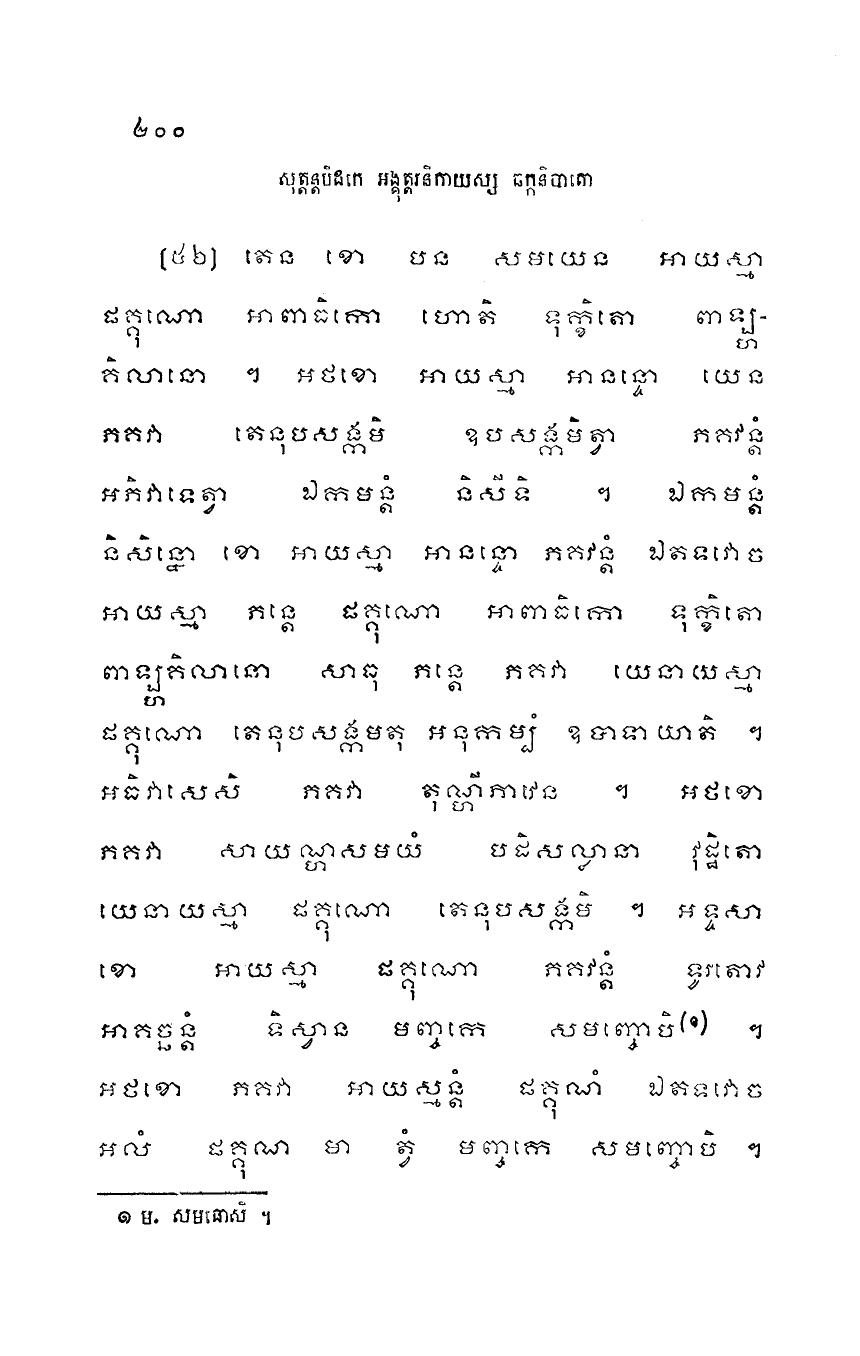 ២០០
សុត្តន្តបិដកេ អង្គុត្តរនិកាយស្ស ឆក្កនិបាតោ
[៥៦] តេន ខោ បន សមយេន អាយស្មា
ផគ្គុណោ អាពាធិកោ ហោតិ ទុក្ខិតោ ពាឡ្ហ-
គិលានោ ។ អថខោ អាយស្មា អានន្ទោ យេន
ភគវា តេនុបសង្កមិ ឧបសង្កមិត្វា ភគវន្តំ
អភិវាទេត្វា ឯកមន្តំ និសីទិ ។ ឯកមន្តំ
និសិន្នោ ខោ អាយស្មា អានន្ទោ ភគវន្តំ ឯតទវោច
អាយស្មា ភន្តេ ផគ្គុណោ អាពាធិកោ ទុក្ខិតោ
ពាឡ្ហគិលានោ សាធុ ភន្តេ ភគវា យេនាយស្មា
ផគ្គុណោ តេនុបសង្កមតុ អនុកម្បំ ឧបាទាយាតិ ។
អធិវាសេសិ ភគវា តុណ្ហីភាវេន ។ អថខោ
ភគវា សាយណ្ហសមយំ បដិសល្លានា វុដ្ឋិតោ
យេនាយស្មា ផគ្គុណោ តេនុបសង្កមិ ។ អទ្ទសា
ខោ អាយស្មា ផគ្គុណោ ភគវន្តំ ទូរតោវ
អាគច្ឆន្តំ ទិស្វាន មញ្ចកេ សមញ្ចោបិ(១) ។
អថខោ ភគវា អាយស្មន្តំ ផគ្គុណំ ឯតទវោច
អលំ ផគ្គុណ មា ត្វំ មញ្ចកេ សមញ្ចោបិ ។
១ ម. សមធោសិ ។